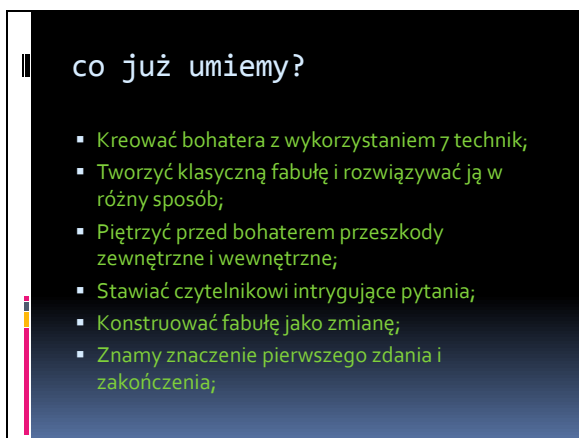 co już umiemy?
▪ Kreować bohatera z wykorzystaniem 7 technik;
▪ Tworzyć klasyczną fabułę i rozwiązywać ją w
różny sposób;
▪ Piętrzyć przed bohaterem przeszkody
zewnętrzne i wewnętrzne;
▪ Stawiać czytelnikowi intrygujące pytania;
▪ Konstruować fabułę jako zmianę;
▪ Znamy znaczenie pierwszego zdania i
zakończenia;